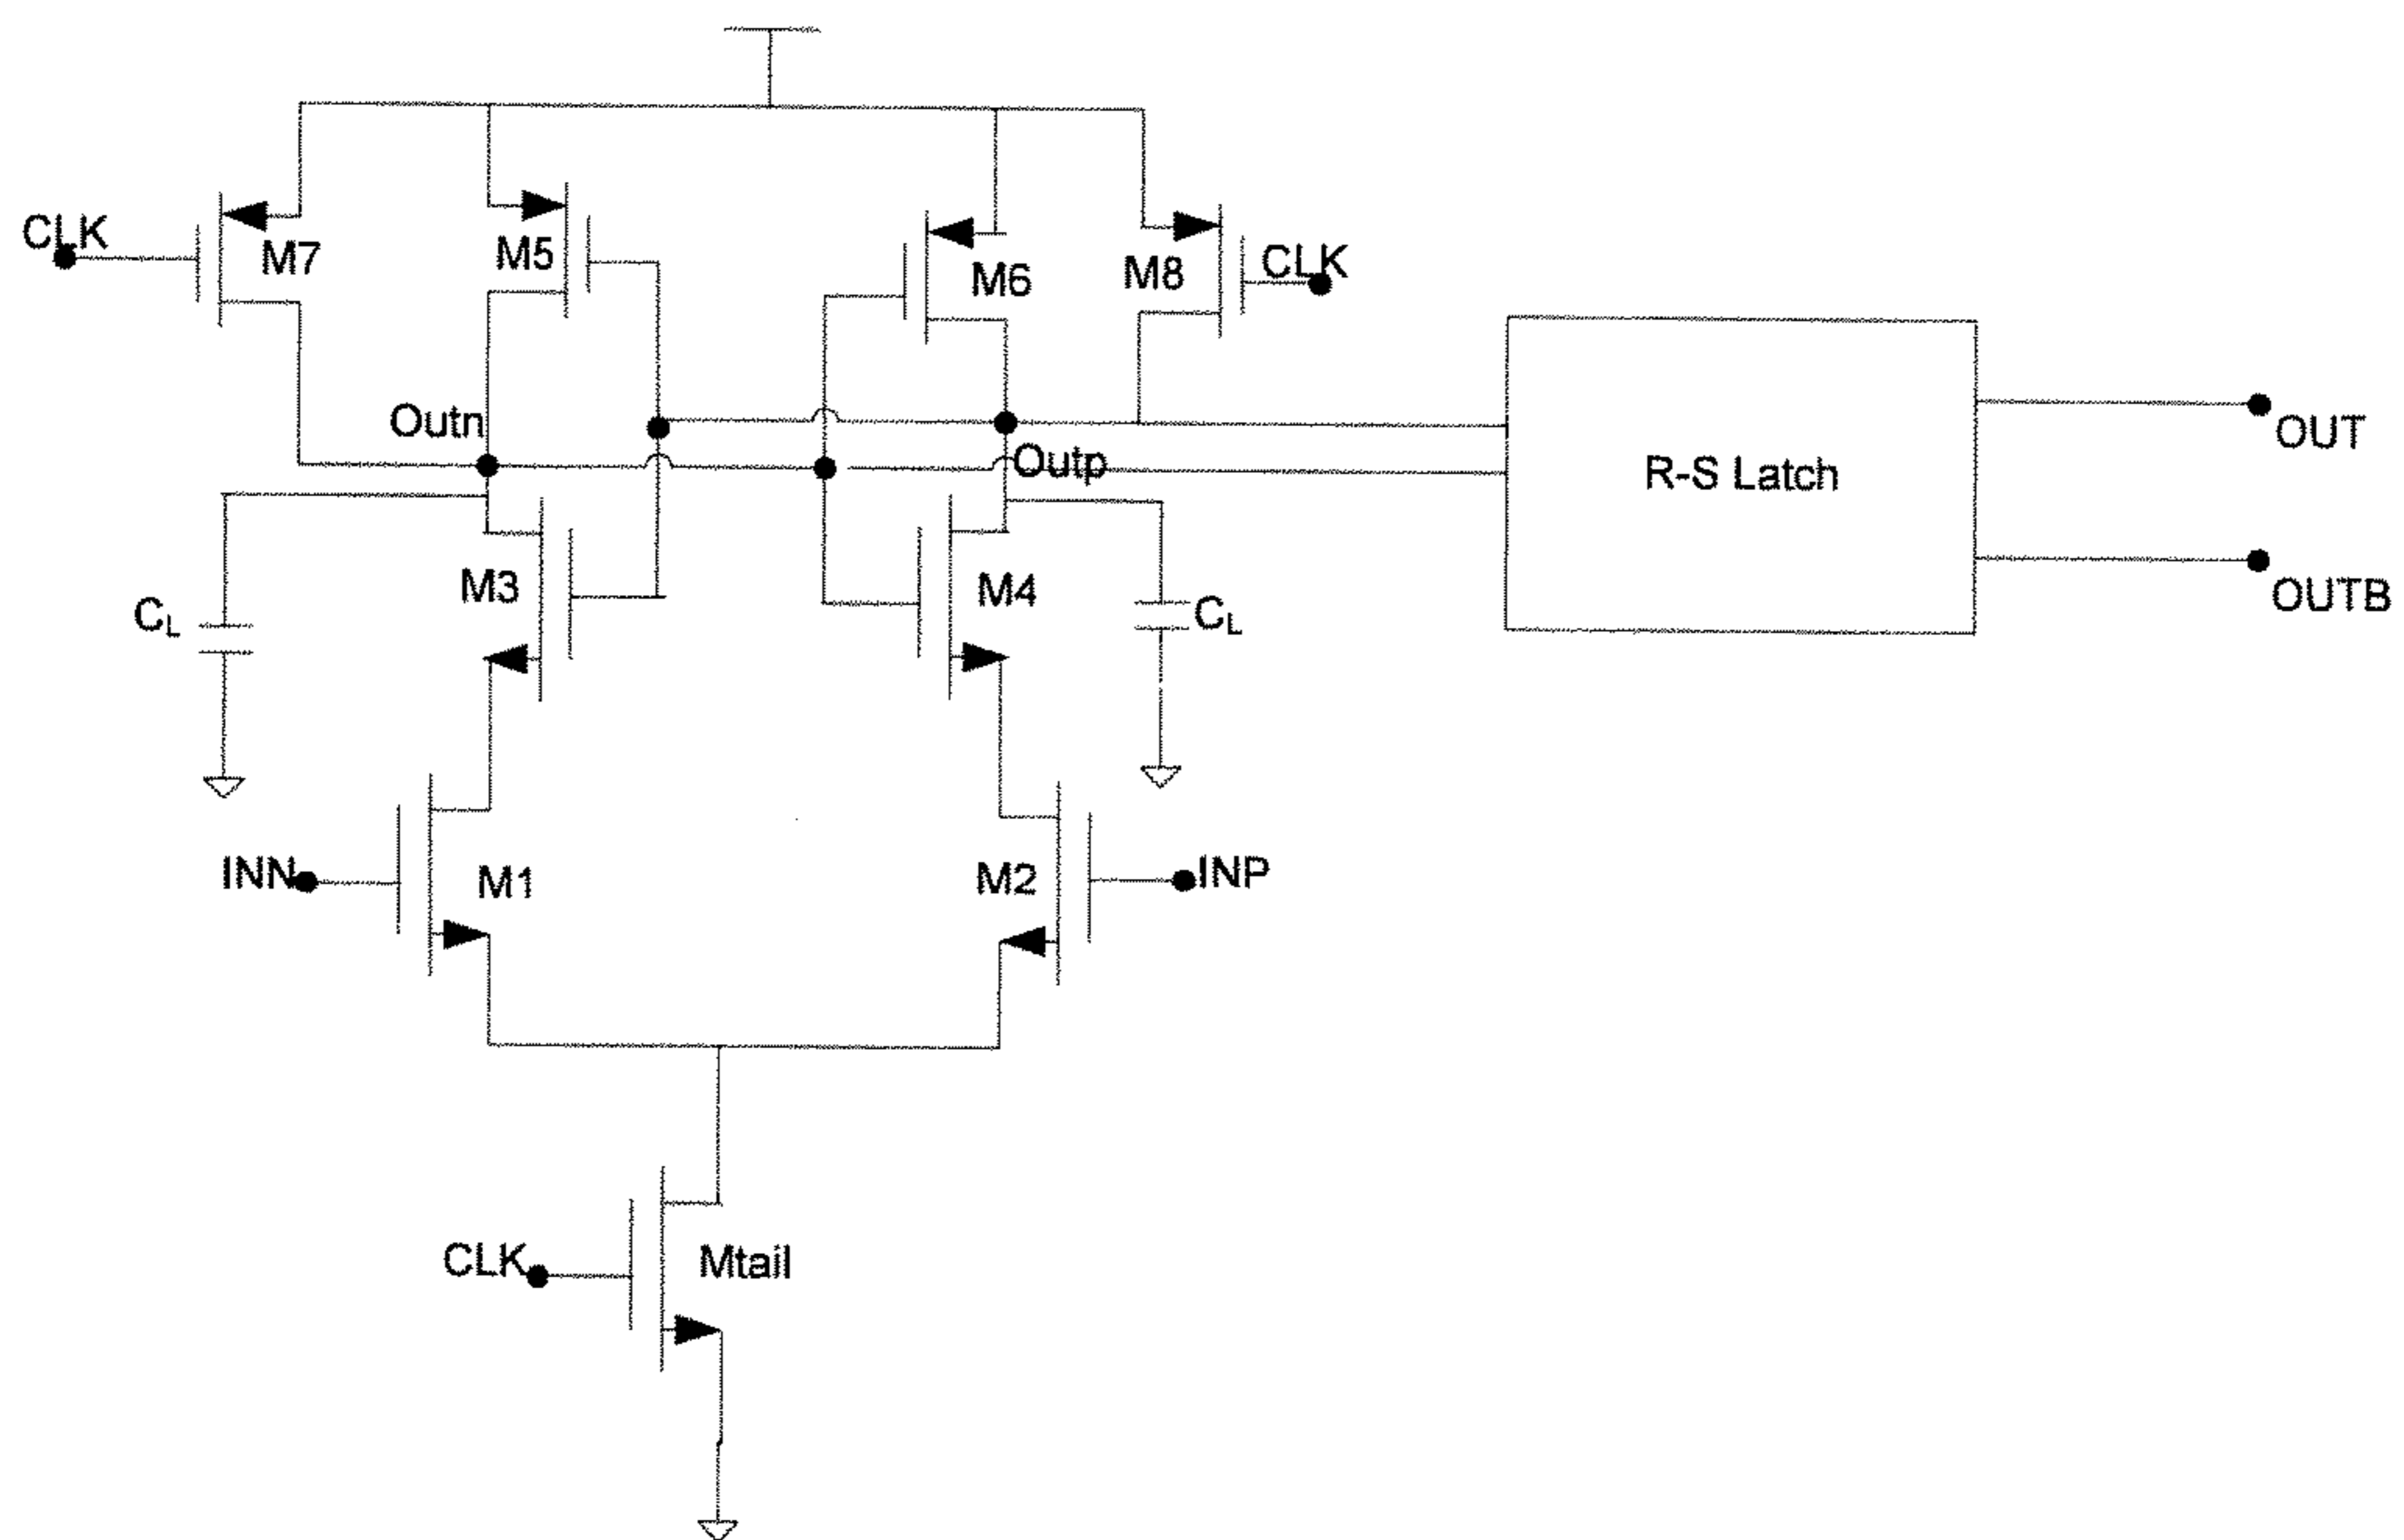 CLK
M7
M5
M6
M8
CLK
Outn
Outp
R-S Latch
OUT
OUTB
CL
M3
M4
CL
INN
M1
M2
INP
CLK
Mtail